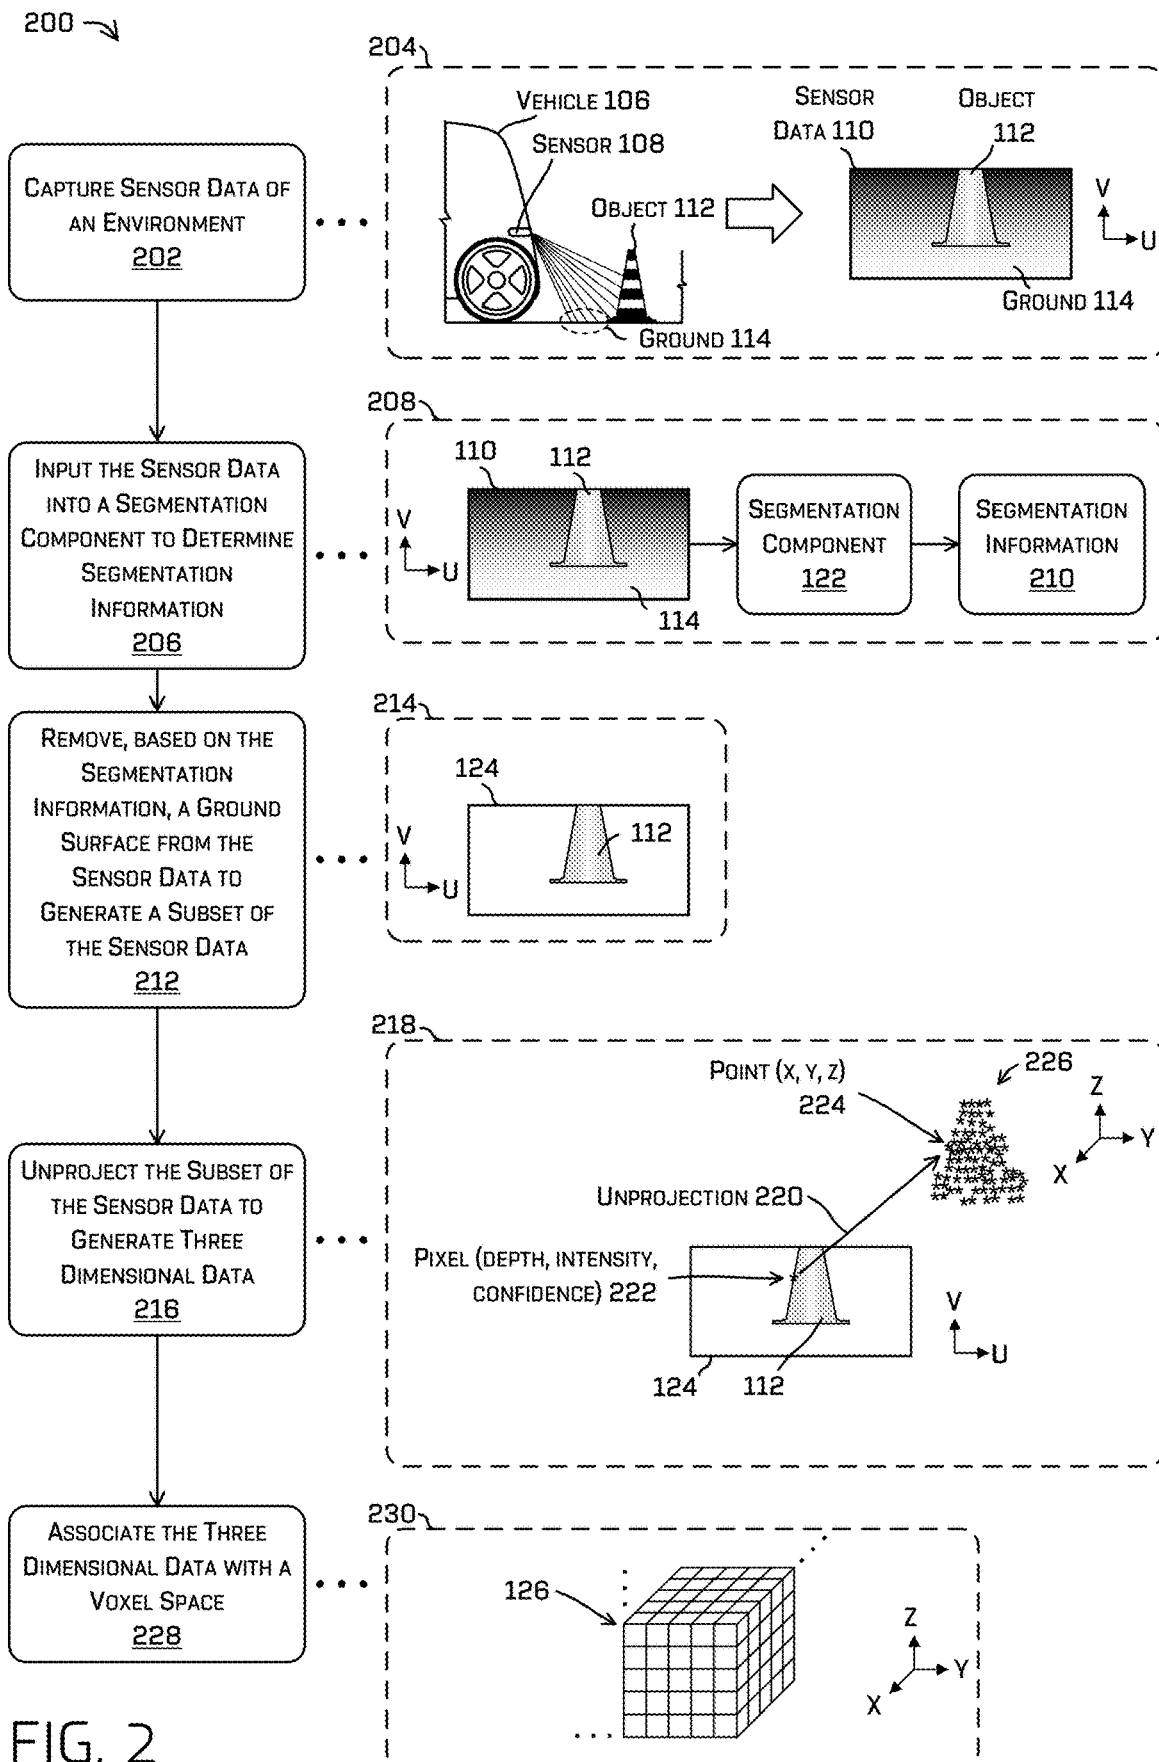 200
204
VEHICLE 106
SENSOR 108
OBJECT 112
SENSOR
DATA 110
OBJECT
112
V
U
GROUND 114
GROUND 114
CAPTURE SENSOR DATA OF
AN ENVIRONMENT
202
208
110
112
V
U
114
SEGMENTATION
COMPONENT
122
SEGMENTATION
INFORMATION
210
INPUT THE SENSOR DATA
INTO A SEGMENTATION
COMPONENT TO DETERMINE
SEGMENTATION
INFORMATION
206
214
124
112
V
U
REMOVE, BASED ON THE
SEGMENTATION
INFORMATION, A GROUND
SURFACE FROM THE
SENSOR DATA TO
GENERATE A SUBSET OF
THE SENSOR DATA
212
218
POINT (X, Y, Z)
224
226
Z
Y
X
UNPROJECTION 220
PIXEL (DEPTH, INTENSITY,
CONFIDENCE) 222
V
U
124
112
UNPROJECT THE SUBSET OF
THE SENSOR DATA TO
GENERATE THREE
DIMENSIONAL DATA
216
230
126
Z
Y
X
ASSOCIATE THE THREE
DIMENSIONAL DATA WITH A
VOXEL SPACE
228
FIG. 2